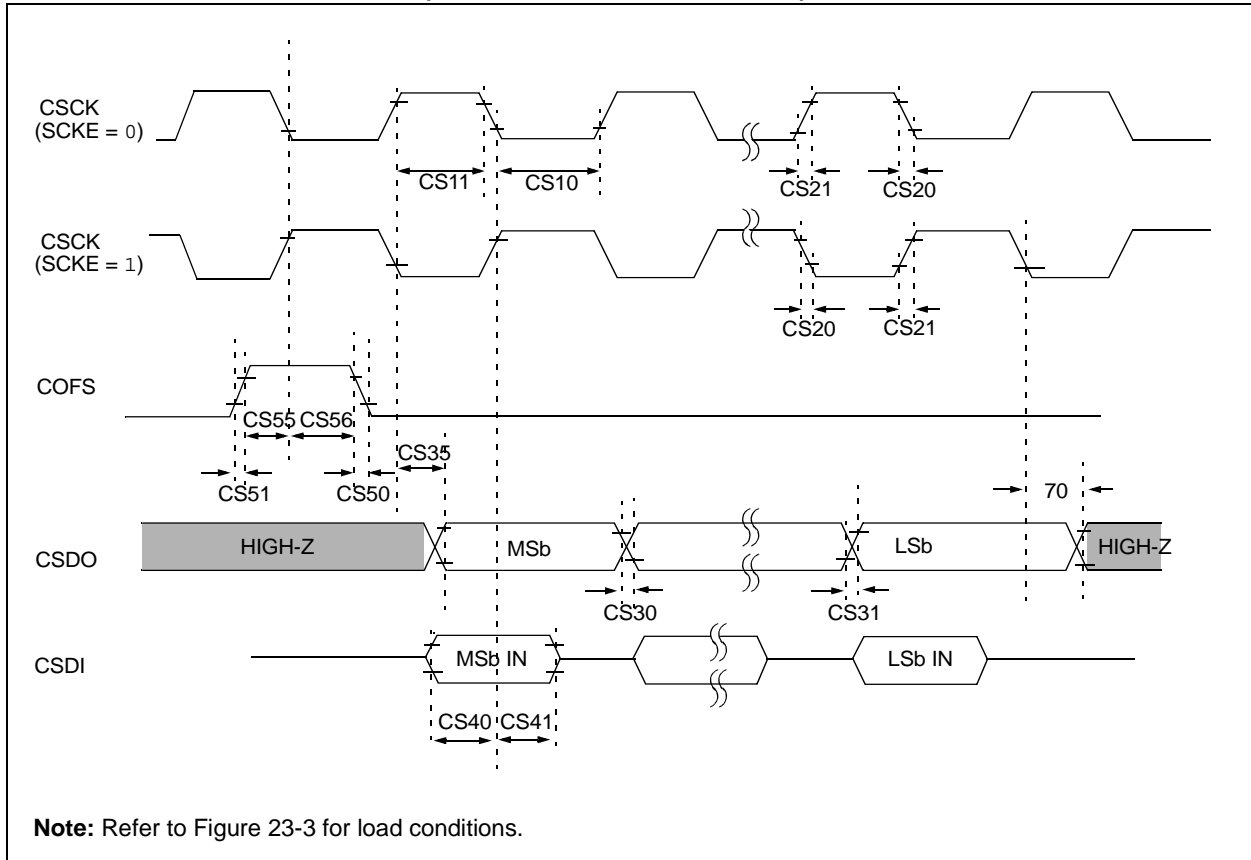 CSCK
(SCKE = 0)
CS11
CS10
CS21
CS20
CSCK
(SCKE = 1)
CS20
CS21
COFS
CS55
CS56
CS35
CS51
CS50
70
CSDO
HIGH-Z
MSb
LSb
HIGH-Z
CS30
CS31
CSDI
MSb IN
LSb IN
CS40
CS41
Note: Refer to Figure 23-3 for load conditions.